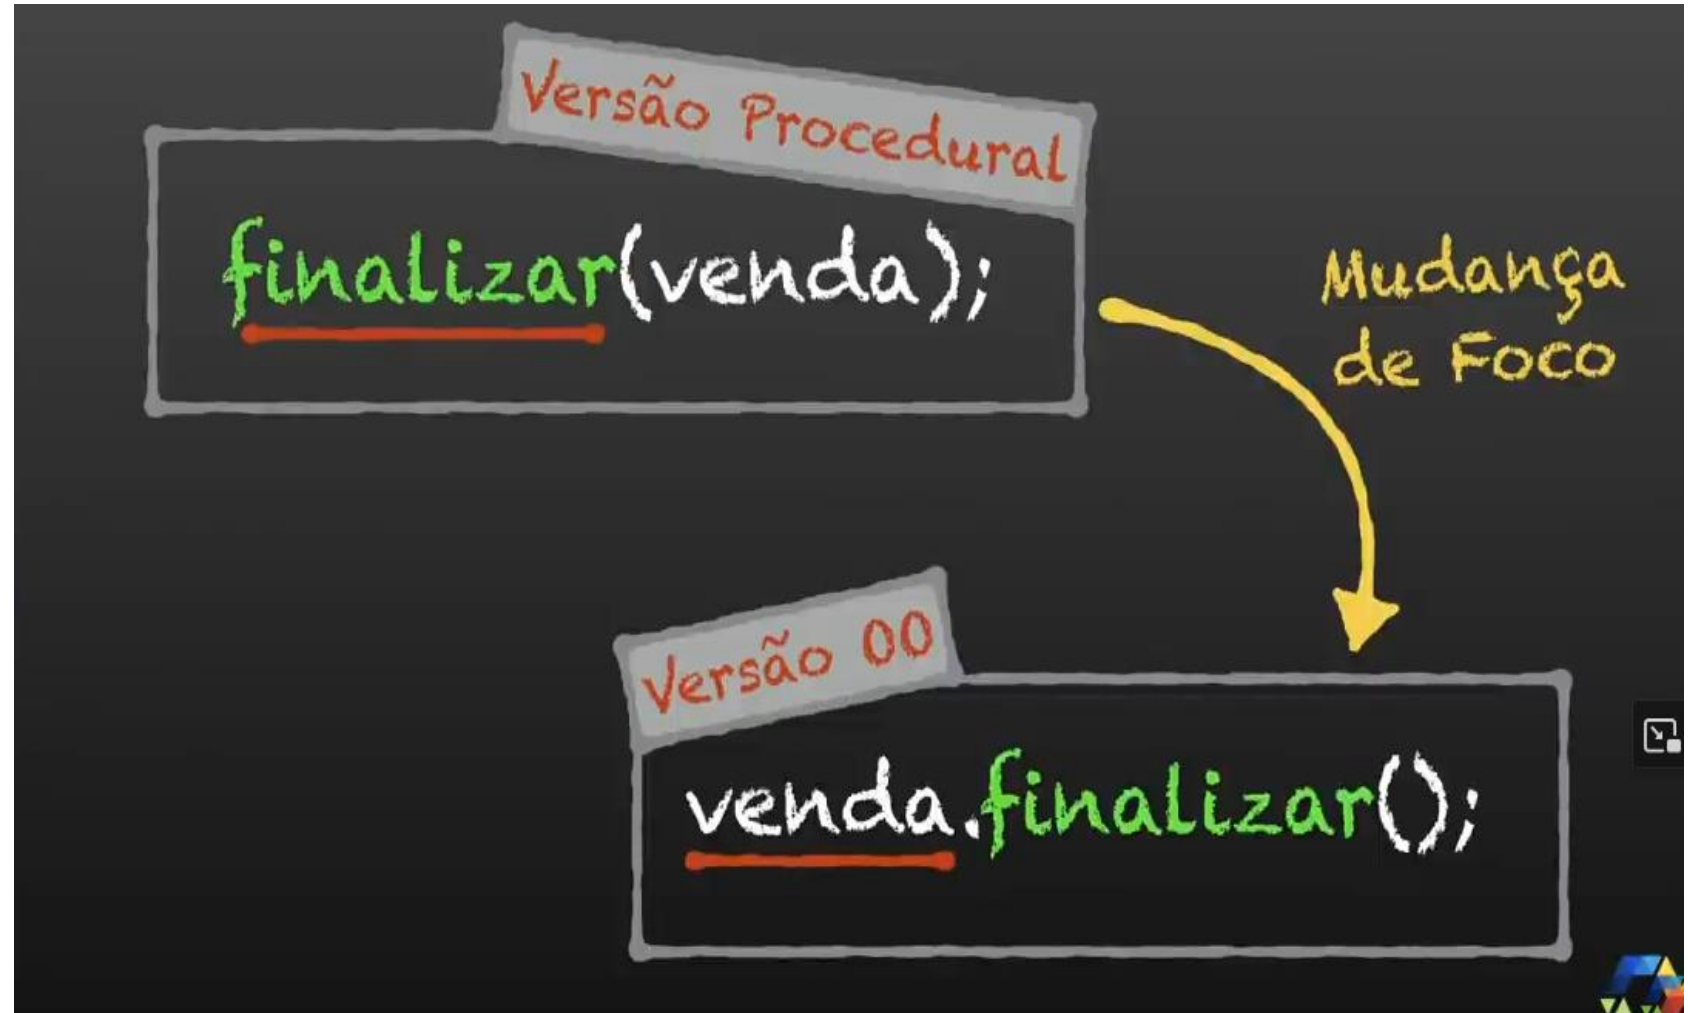 Versão Procedural
finalizar(venda);
Mudança
de Foco
Versão OO
venda.finalizar();